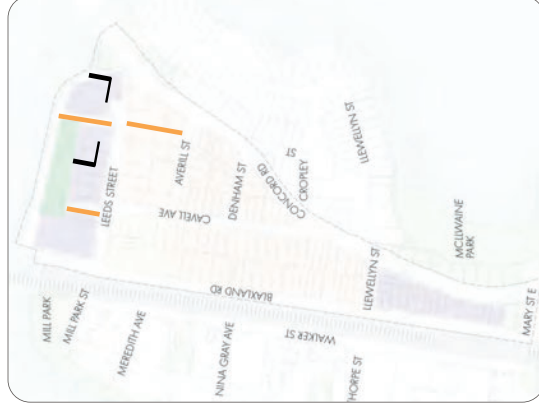 LLEWELLYN ST
CROPLEY
ST
CONCORD RD
DENHAM ST
AVERILL ST
LEEDS STREET
CAVELL AVE
MCLLWAINE
PARK
LLEWELLYN ST
BLAXLAND RD
MILL PARK
MILL PARK ST
MEREDITH AVE
NINA GRAY AVE
WALKER ST
THORPE ST
MARY ST E